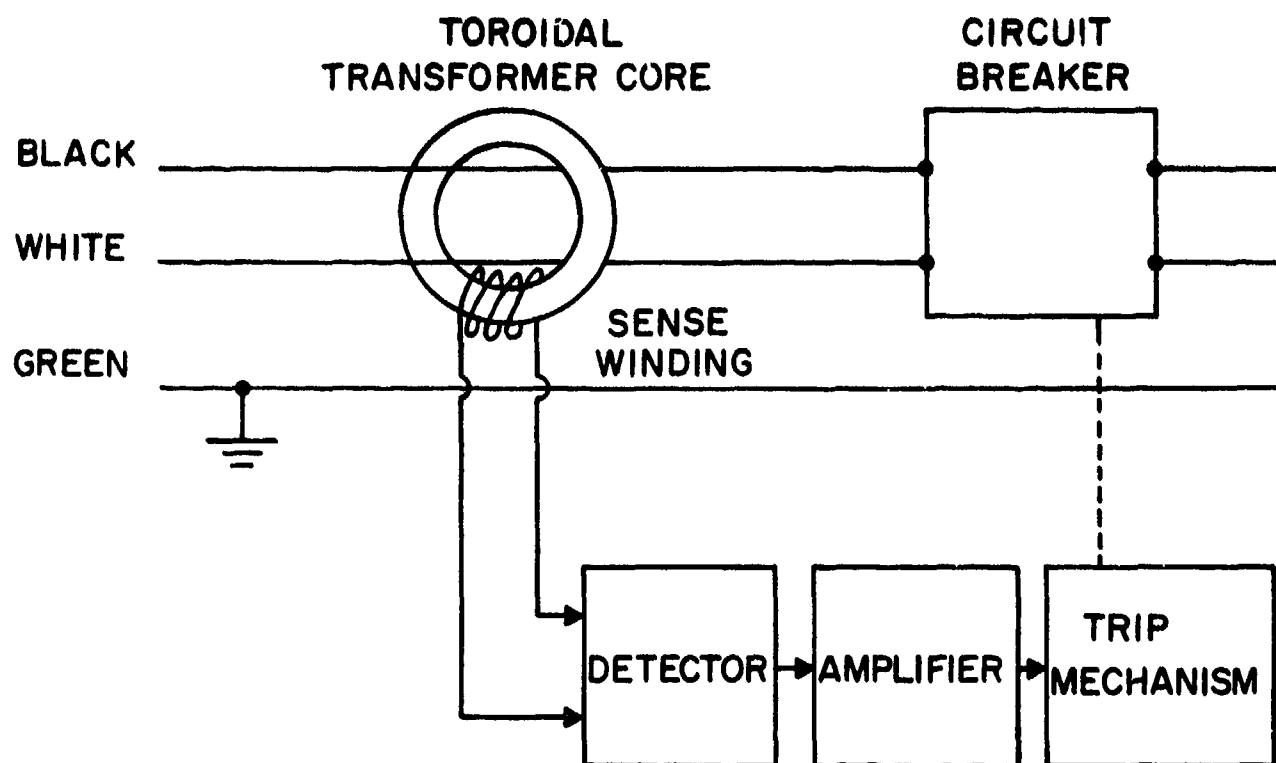 TOROIDAL
TRANSFORMER CORE
CIRCUIT
BREAKER
BLACK
WHITE
SENSE
WINDING
GREEN
DETECTOR
AMPLIFIER
TRIP
MECHANISM